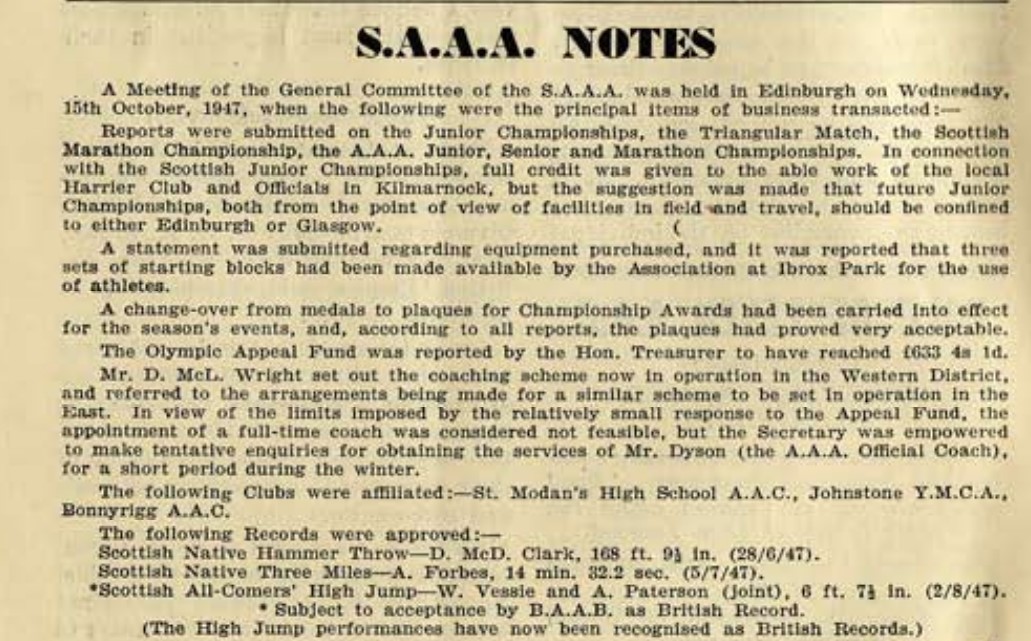 S.A.A.A. NOTES
A Meeting of the General Committee of the S.A.A.A. was held in Edinburgh on Wednesday,
15th October, 1947, when the following were the principal items of business transacted:—
Reports were submitted on the Junior Championships, the Triangular Match, the Scottish
Marathon Championship, the A.A.A. Junior, Senior and Marathon Championships. In connection
with the Scottish Junior Championships, full credit was given to the able work of the local
Harrier Club and Officials in Kilmarnock, but the suggestion was made that future Junior
Championships, both from the point of view of facilities in field and travel, should be confined
to either Edinburgh or Glasgow.
A statement was submitted regarding equipment purchased, and it was reported that three
sets of starting blocks had been made available by the Association at Ibrox Park for the use
of athletes.
A change-over from medals to plaques for Championship Awards had been carried into effect
for the season's events, and, according to all reports, the plaques had proved very acceptable.
The Olympic Appeal Fund was reported by the Hon. Treasurer to have reached £633 4s 1d.
Mr. D. McL. Wright set out the coaching scheme now in operation in the Western District,
and referred to the arrangements being made for a similar scheme to be set in operation in the
East. In view of the limits imposed by the relatively small response to the Appeal Fund, the
appointment of a full-time coach was considered not feasible, but the Secretary was empowered
to make tentative enquiries for obtaining the services of Mr. Dyson (the A.A.A. Official Coach),
for a short period during the winter.
The following Clubs were affiliated:—St. Modan's High School A.A.C., Johnstone Y.M.C.A.,
Bonnyrigg A.A.C.
The following Records were approved:—
Scottish Native Hammer Throw—D. McD. Clark, 168 ft. 9½ in. (28/6/47).
Scottish Native Three Miles—A. Forbes, 14 min. 32.2 sec. (5/7/47).
*Scottish All-Comers' High Jump—W. Vessie and A. Paterson (joint), 6 ft. 7½ in. (2/8/47).
* Subject to acceptance by B.A.A.B. as British Record.
(The High Jump performances have now been recognised as British Records.)